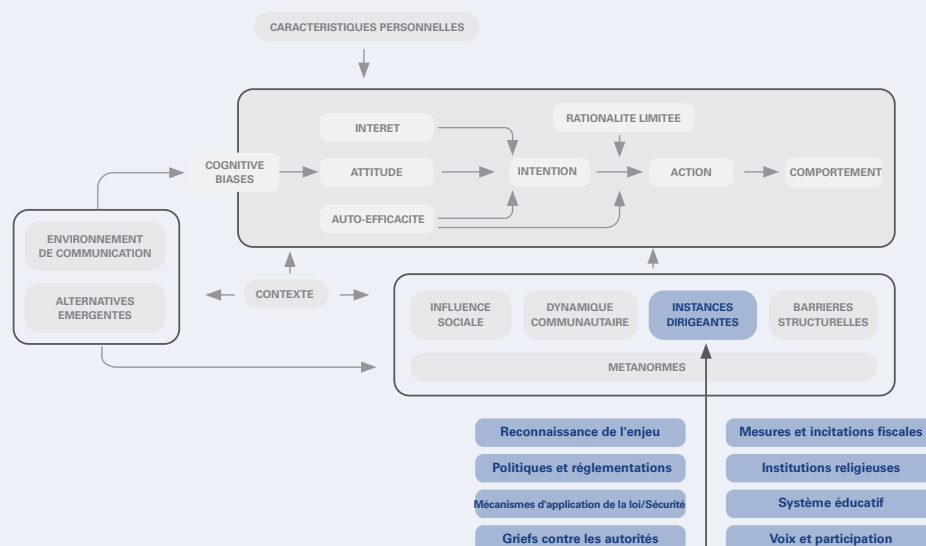 CARACTERISTIQUES PERSONNELLES
INTERET
RATIONALITE LIMITEE
COGNITIVE
BIASES
ATTITUDE
INTENTION
ACTION
COMPORTEMENT
AUTO-EFFICACITE
ENVIRONNEMENT
DE COMMUNICATION
ALTERNATIVES
EMERGENTES
CONTEXTE
INFLUENCE
SOCIALE
DYNAMIQUE
COMMUNAUTAIRE
INSTANCES
DIRIGEANTES
BARRIERES
STRUCTURELLES
METANORMES
Reconnaissance de l'enjeu
Politiques et réglementations
Mécanismes d'application de la loi/Sécurité
Griefs contre les autorités
Mesures et incitations fiscales
Institutions religieuses
Système éducatif
Voix et participation